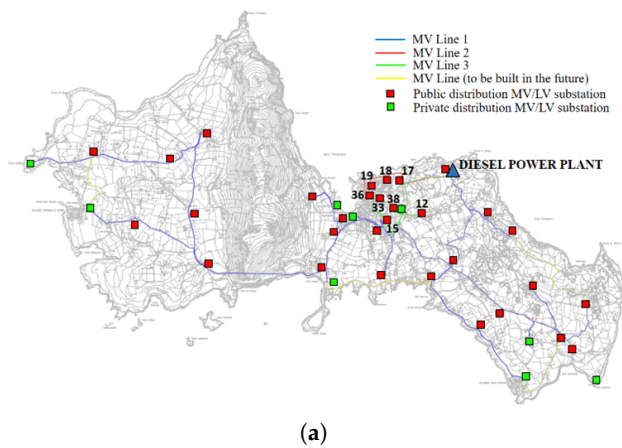 MV Line 1
MV Line 2
MV Line 3
MV Line (to be built in the future)
Public distribution MV/LV substation
Private distribution MV/LV substation
DIESEL POWER PLANT
19 18 17
36 38 12
33
15
(a)